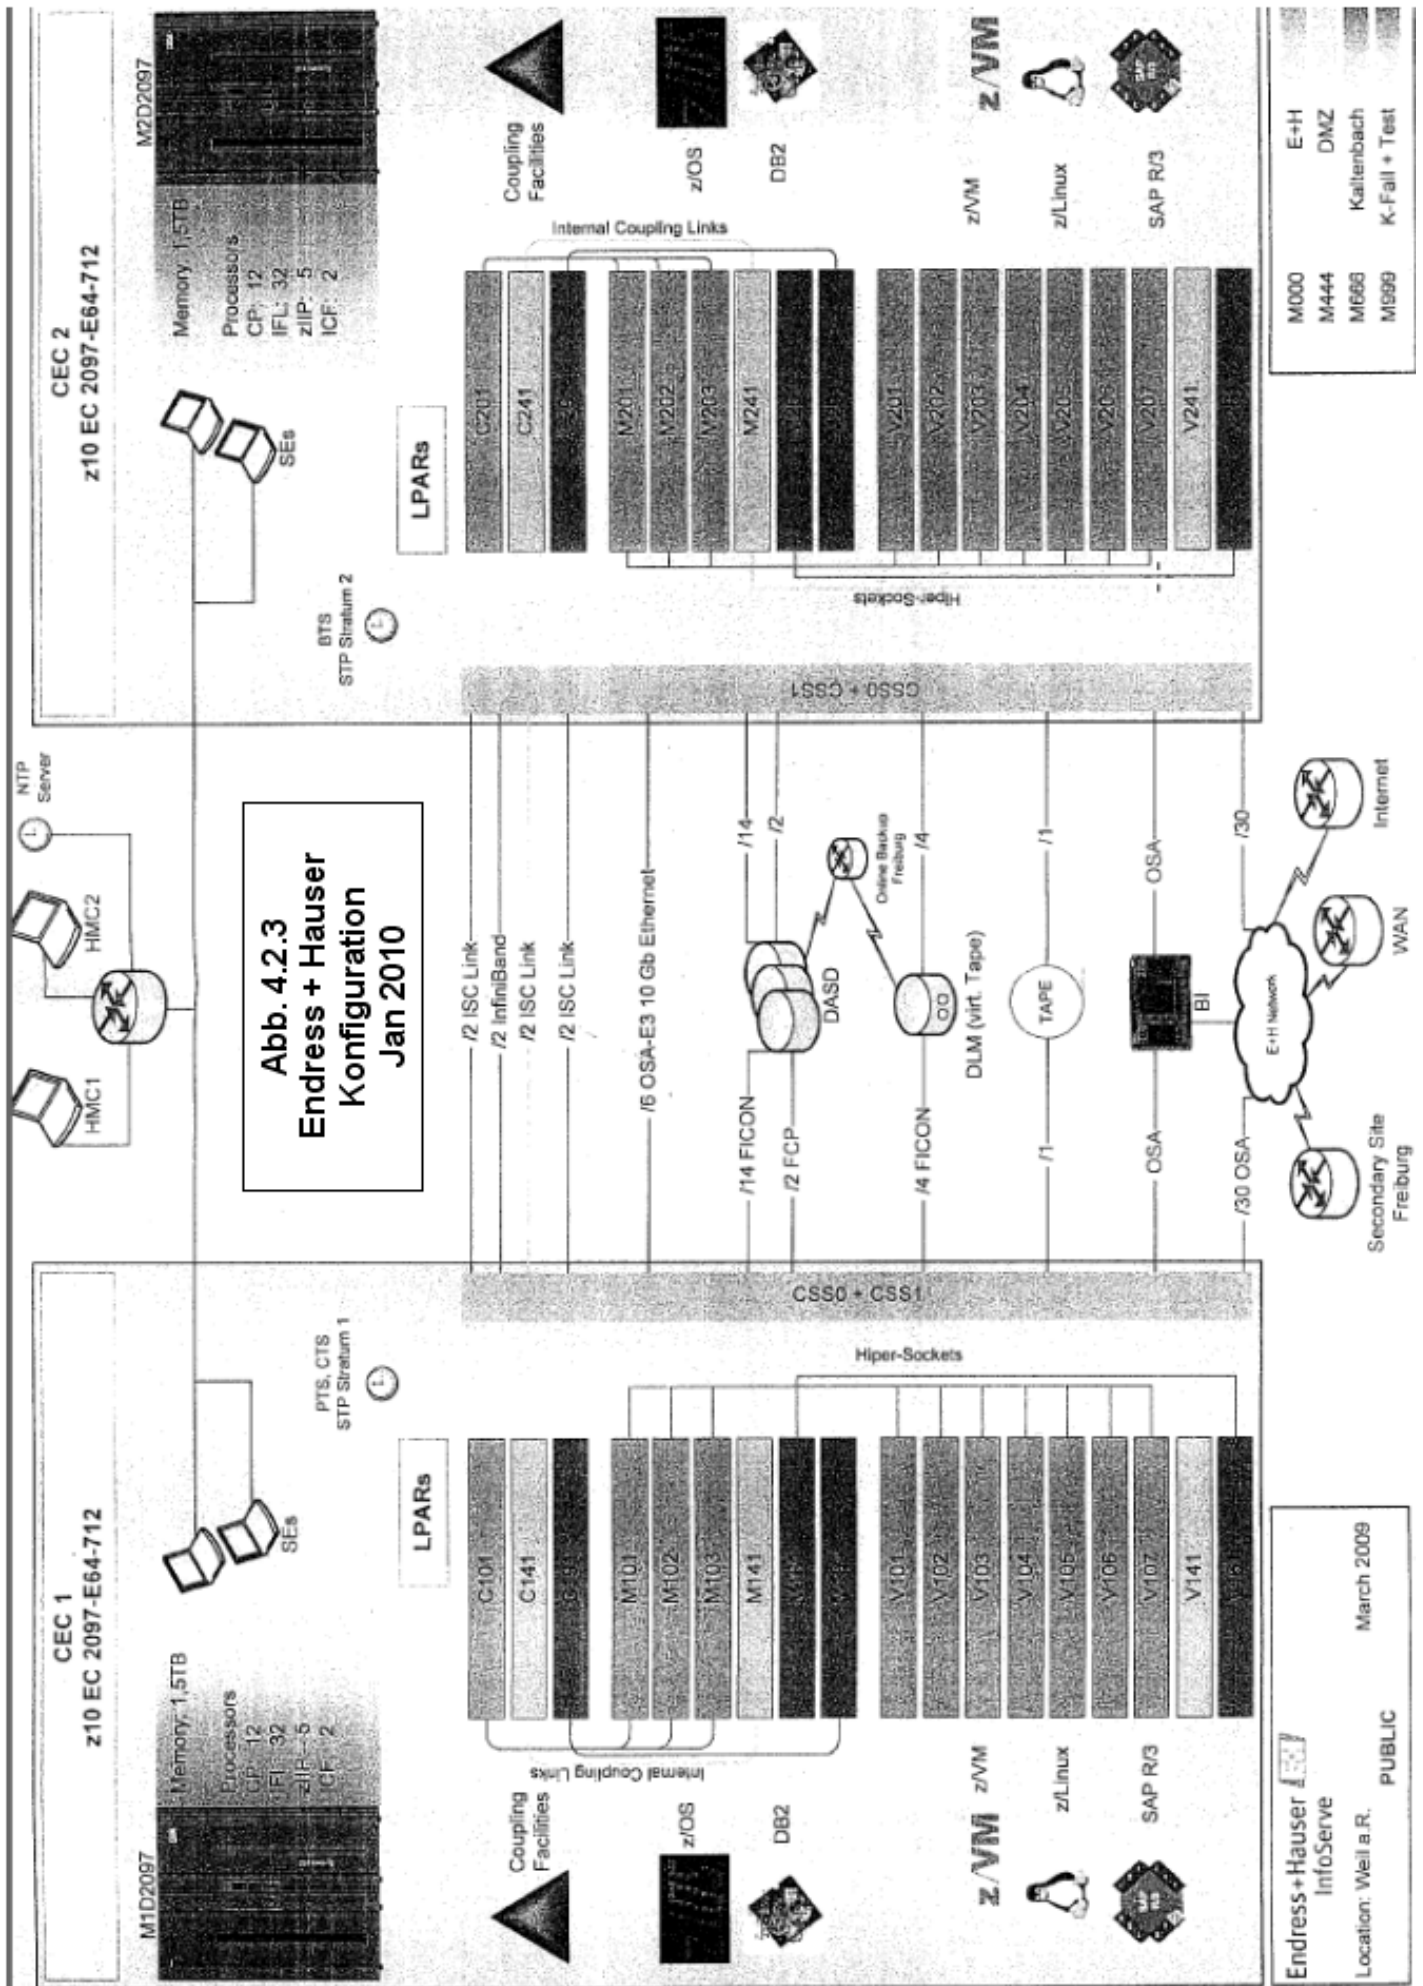 CEC 1
z10 EC 2097-E64-712
M1D2097
Memory: 1,5TB
Processors
CP: 12
IFI: 32
zIIP: 5
ICF: 2
SEs
PTS, CTS
STP Stratum 1
LPARs
Coupling
Facilities
Internal Coupling Links
z/OS
DB2
z/VM
z/VM
z/Linux
SAP R/3
C101
C141
M101
M102
M103
M141
V101
V102
V103
V104
V105
V106
V107
V141
Hiper-Sockets
CSS0 + CSS1
HMC1
HMC2
NTP
Server
Abb. 4.2.3
Endress + Hauser
Konfiguration
Jan 2010
/2 ISC Link
/2 InfiniBand
/2 ISC Link
/2 ISC Link
/6 OSA-E3 10 Gb Ethernet
/14 FICON
/14
/2 FCP
/2
DASD
Online Backup
Freiburg
/4 FICON
/4
DLM (virt. Tape)
/1
TAPE
/1
OSA
OSA
BI
/30 OSA
/30
E+H Network
Secondary Site
Freiburg
WAN
Internet
CEC 2
z10 EC 2097-E64-712
M2D2097
Memory: 1,5TB
Processors
CP: 12
IFL: 32
zIIP: 5
ICF: 2
SEs
BTS
STP Stratum 2
LPARs
CSS0 + CSS1
Hiper-Sockets
C201
C241
M201
M202
M203
M241
V201
V202
V203
V204
V205
V206
V207
V241
Internal Coupling Links
Coupling
Facilities
z/OS
DB2
z/VM
z/VM
z/Linux
SAP R/3
Endress+Hauser
InfoServe
Location: Weil a.R.
March 2009
PUBLIC
M000 E+H
M444 DMZ
M666 Kaltenbach
M999 K-Fall + Test